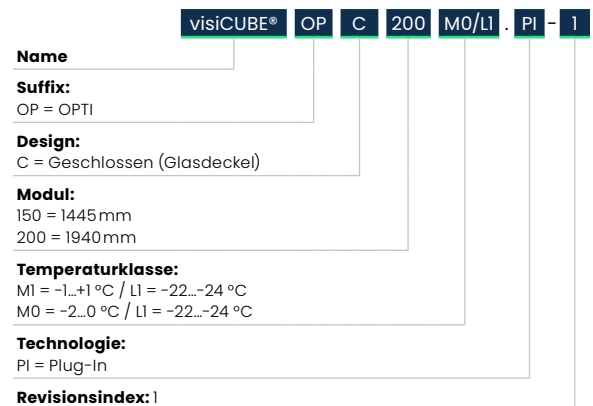 visiCUBE® OP C 200 M0/L1 . PI - 1
Name
Suffix:
OP = OPTI
Design:
C = Geschlossen (Glasdeckel)
Modul:
150 = 1445 mm
200 = 1940 mm
Temperaturklasse:
M1 = -1...+1 °C / L1 = -22...-24 °C
M0 = -2...0 °C / L1 = -22...-24 °C
Technologie:
PI = Plug-In
Revisionsindex: 1